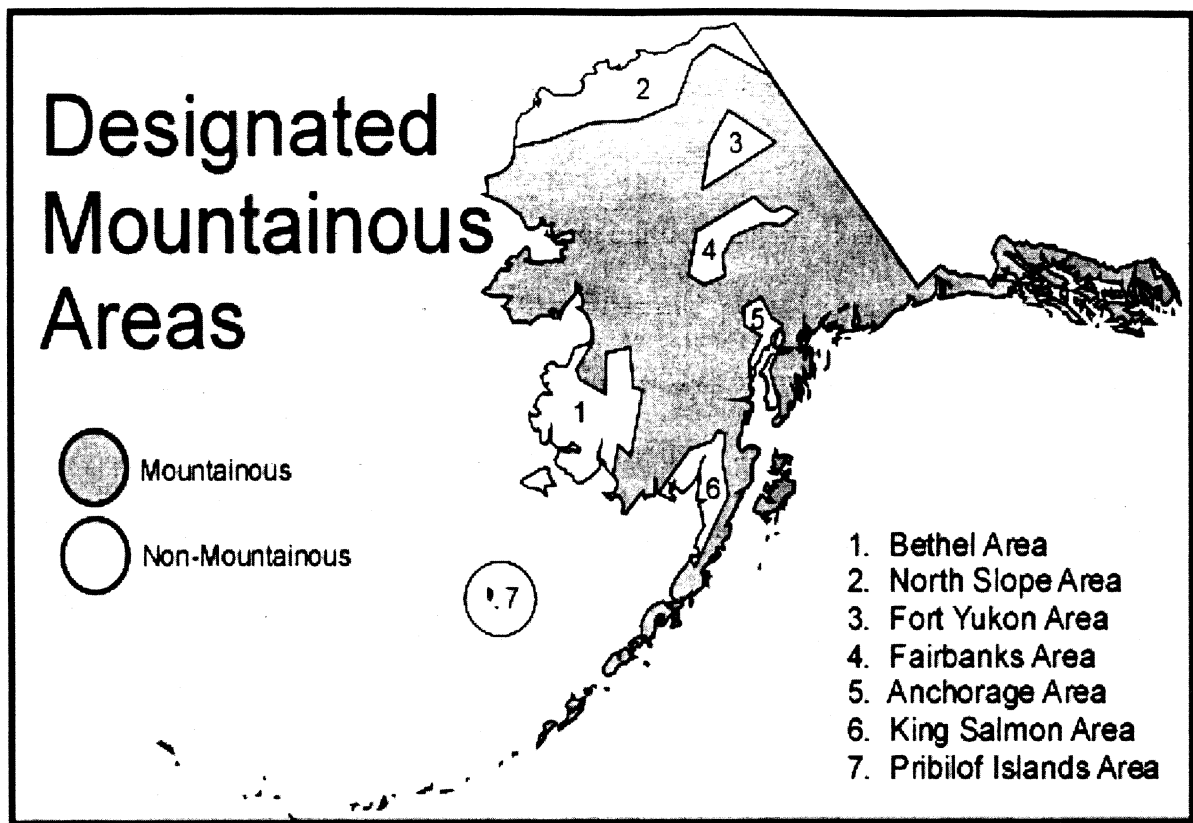 Designated
Mountainous
Areas
Mountainous
Non-Mountainous
2
3
4
5
1
6
7
1. Bethel Area
2. North Slope Area
3. Fort Yukon Area
4. Fairbanks Area
5. Anchorage Area
6. King Salmon Area
7. Pribilof Islands Area